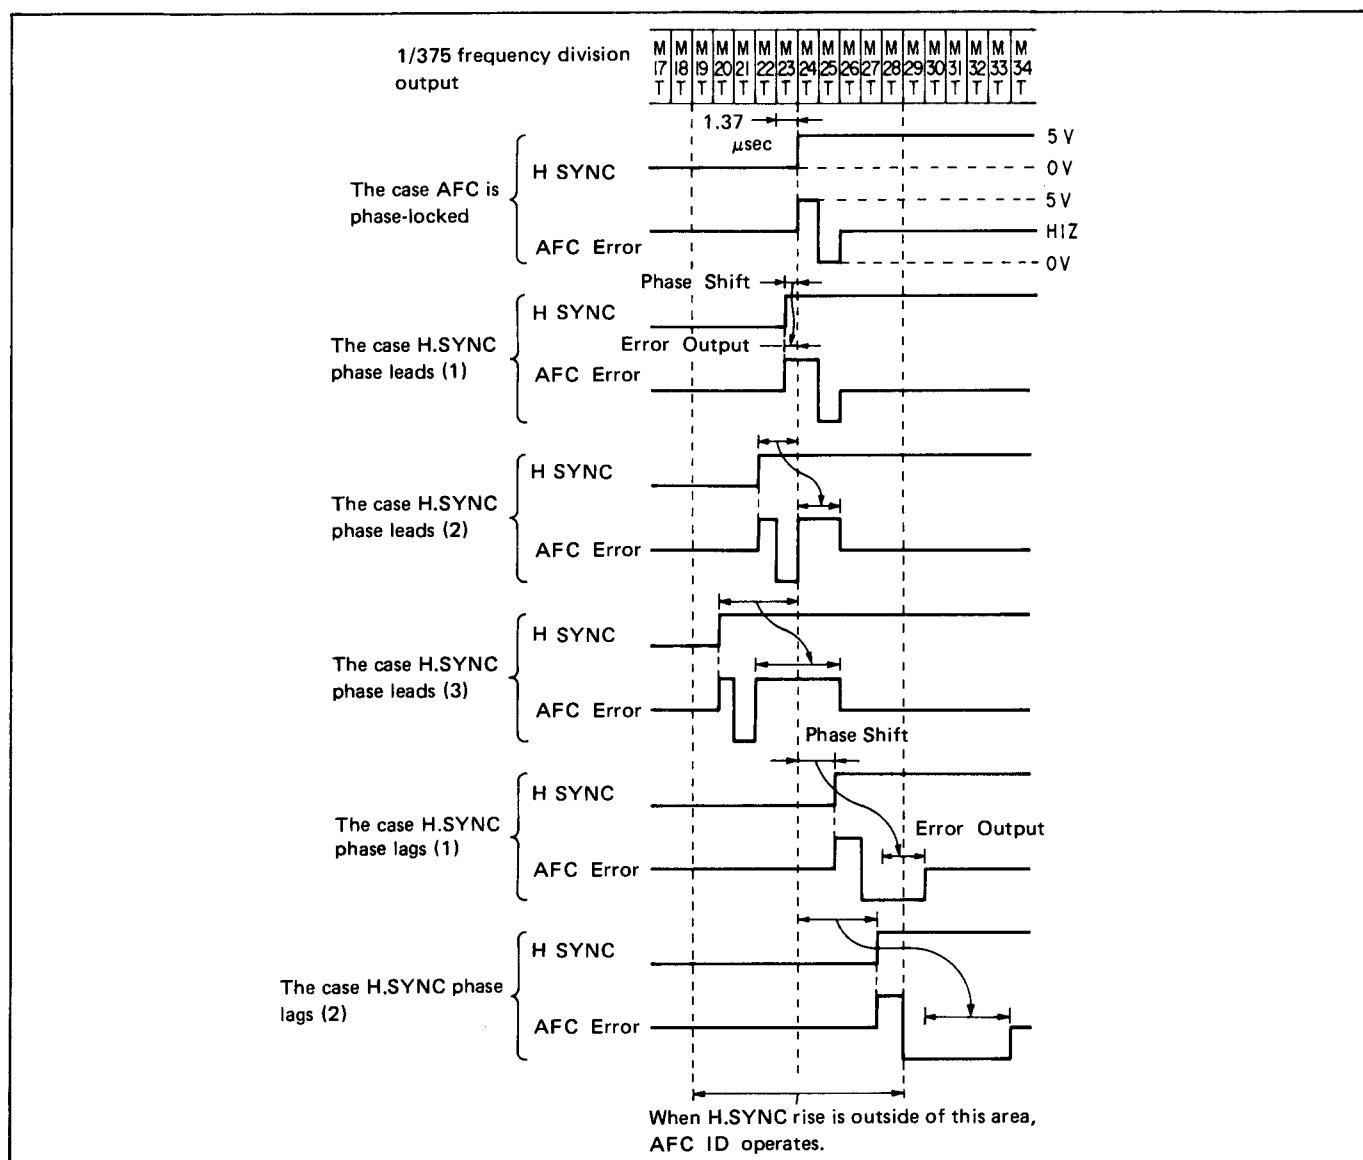 1/375 frequency division
output
M M M M M M M M M M M M M M M M M M
17 18 19 20 21 22 23 24 25 26 27 28 29 30 31 32 33 34
T T T T T T T T T T T T T T T T T T
1.37
μsec
The case AFC is
phase-locked
H SYNC
5V
0V
5V
HIZ
0V
AFC Error
Phase Shift
H SYNC
The case H.SYNC
phase leads (1)
Error Output
AFC Error
H SYNC
The case H.SYNC
phase leads (2)
AFC Error
H SYNC
The case H.SYNC
phase leads (3)
AFC Error
Phase Shift
H SYNC
The case H.SYNC
phase lags (1)
Error Output
AFC Error
H SYNC
The case H.SYNC phase
lags (2)
AFC Error
When H.SYNC rise is outside of this area,
AFC ID operates.